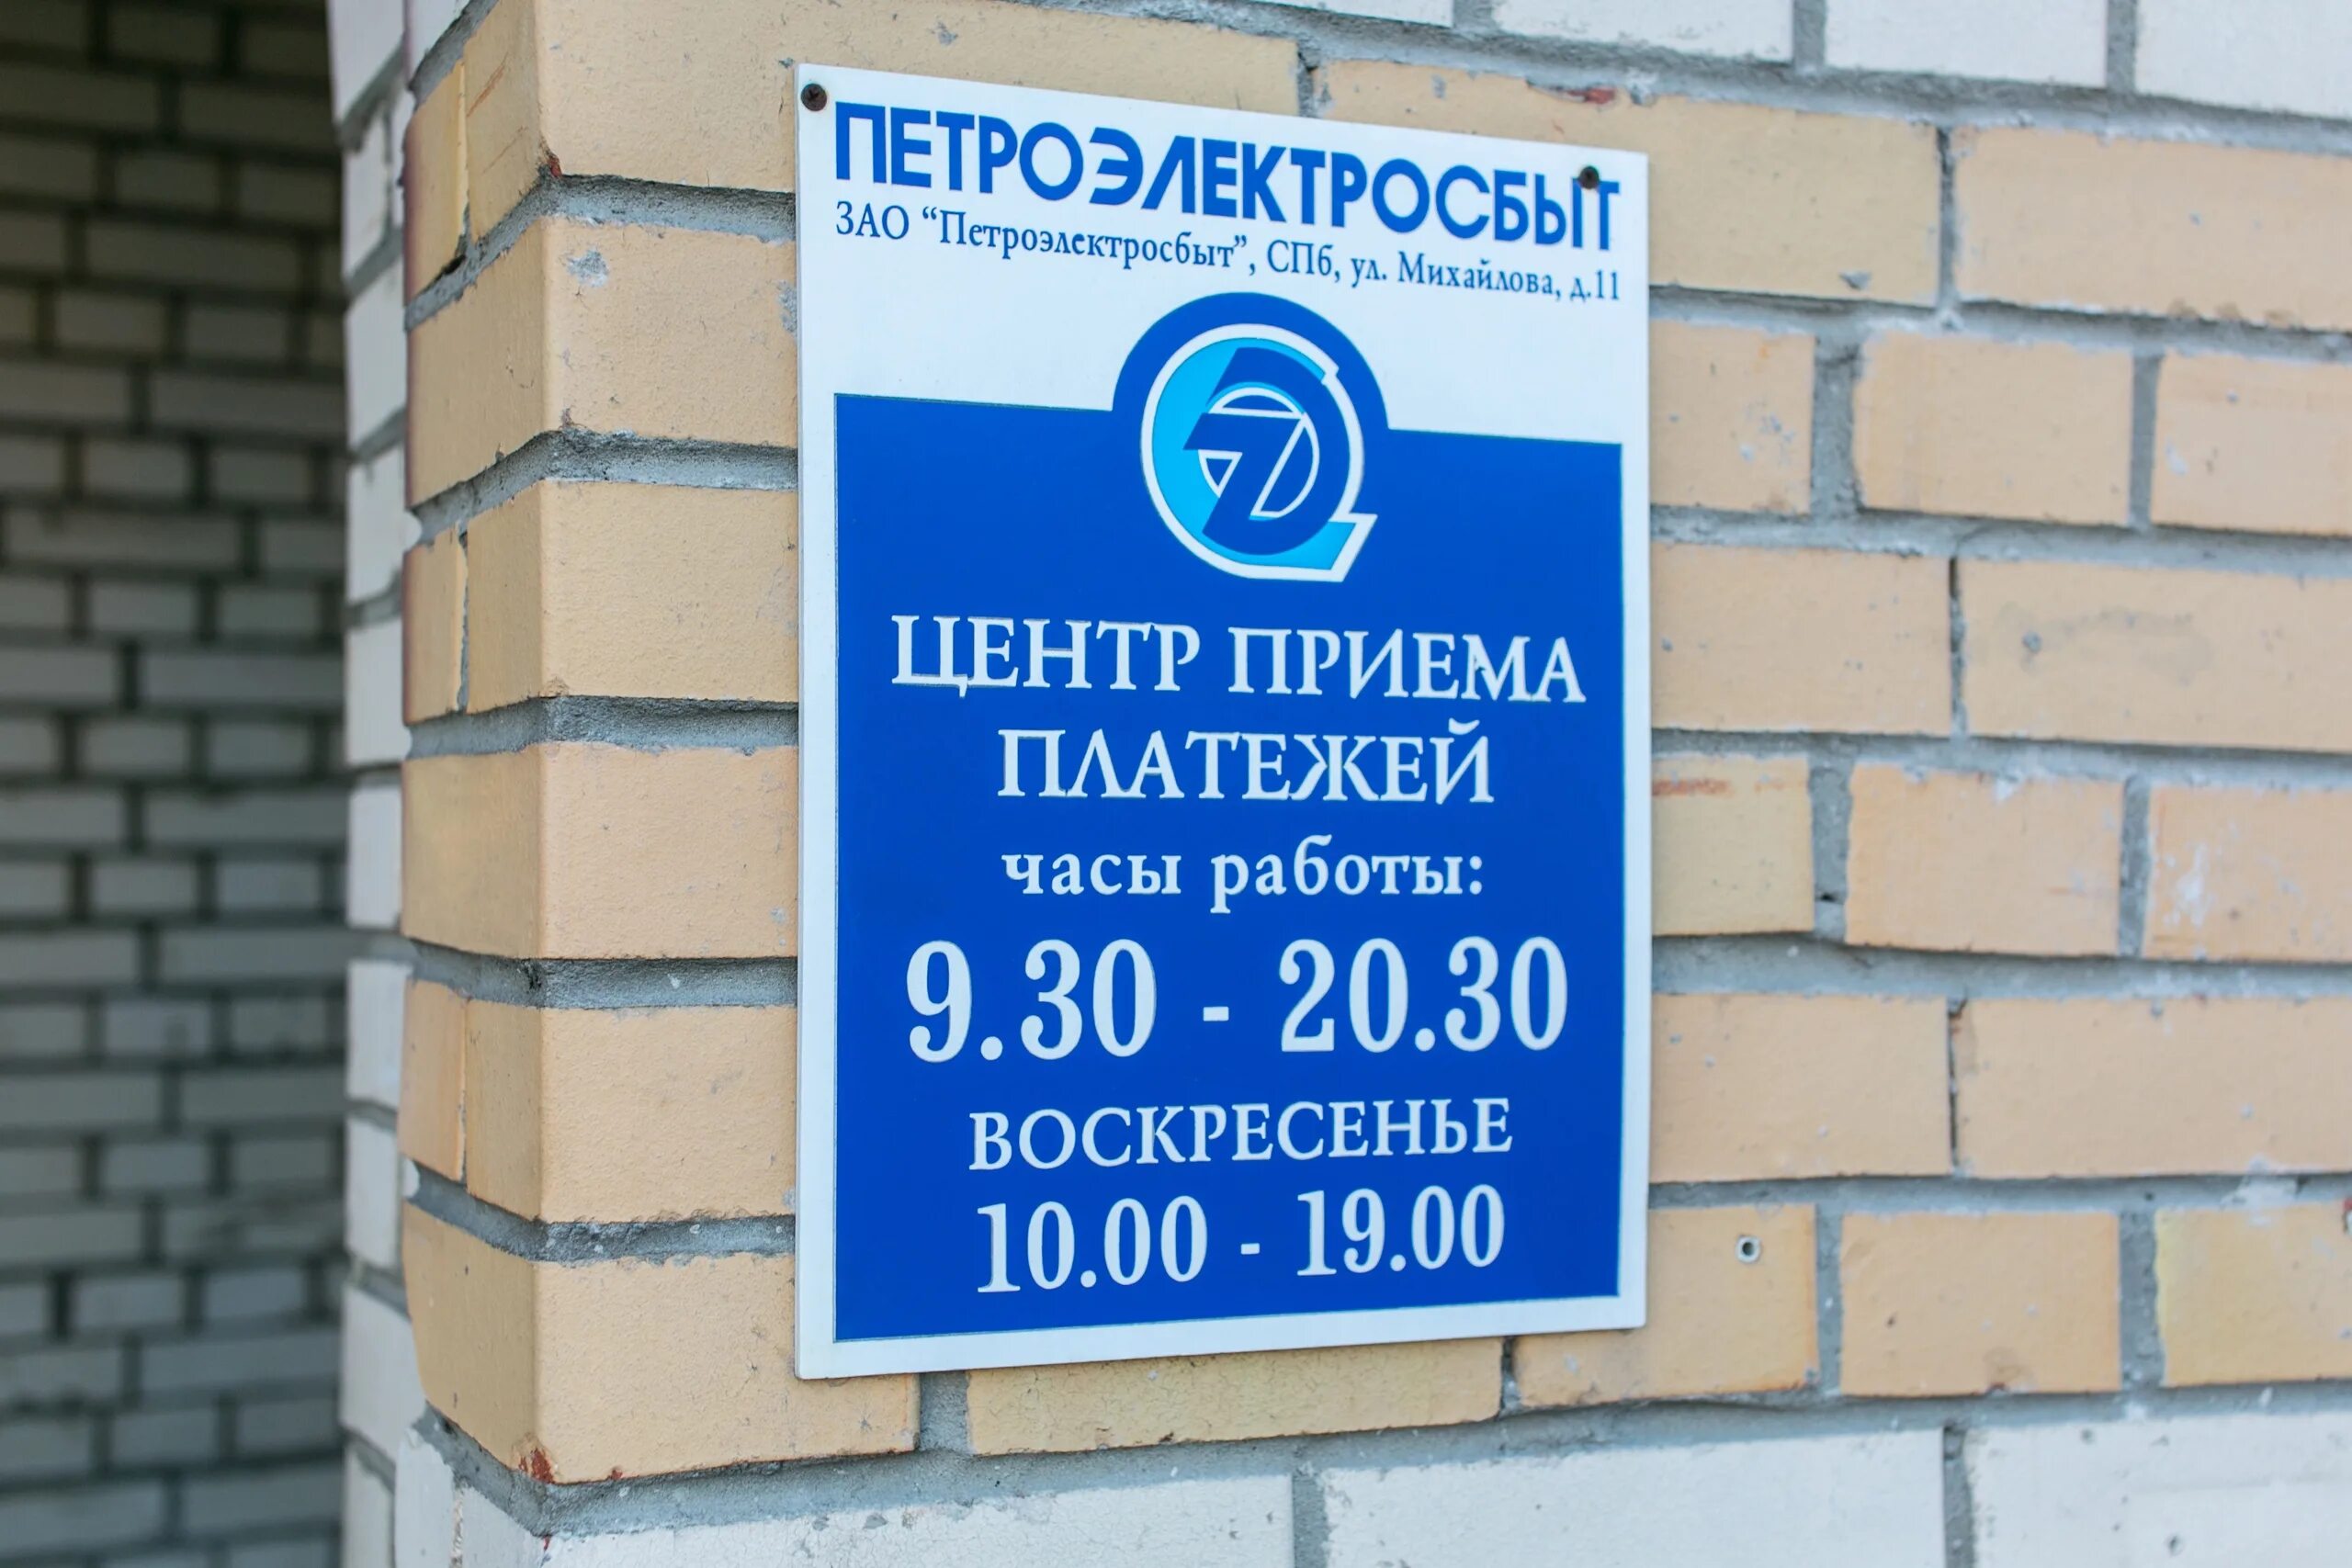 ПЕТРОЭЛЕКТРОСБЫТ
ЗАО “Петроэлектросбыт”, СПб, ул. Михайлова, д.11
ЦЕНТР ПРИЕМА
ПЛАТЕЖЕЙ
часы работы:
9.30 - 20.30
ВОСКРЕСЕНЬЕ
10.00 - 19.00